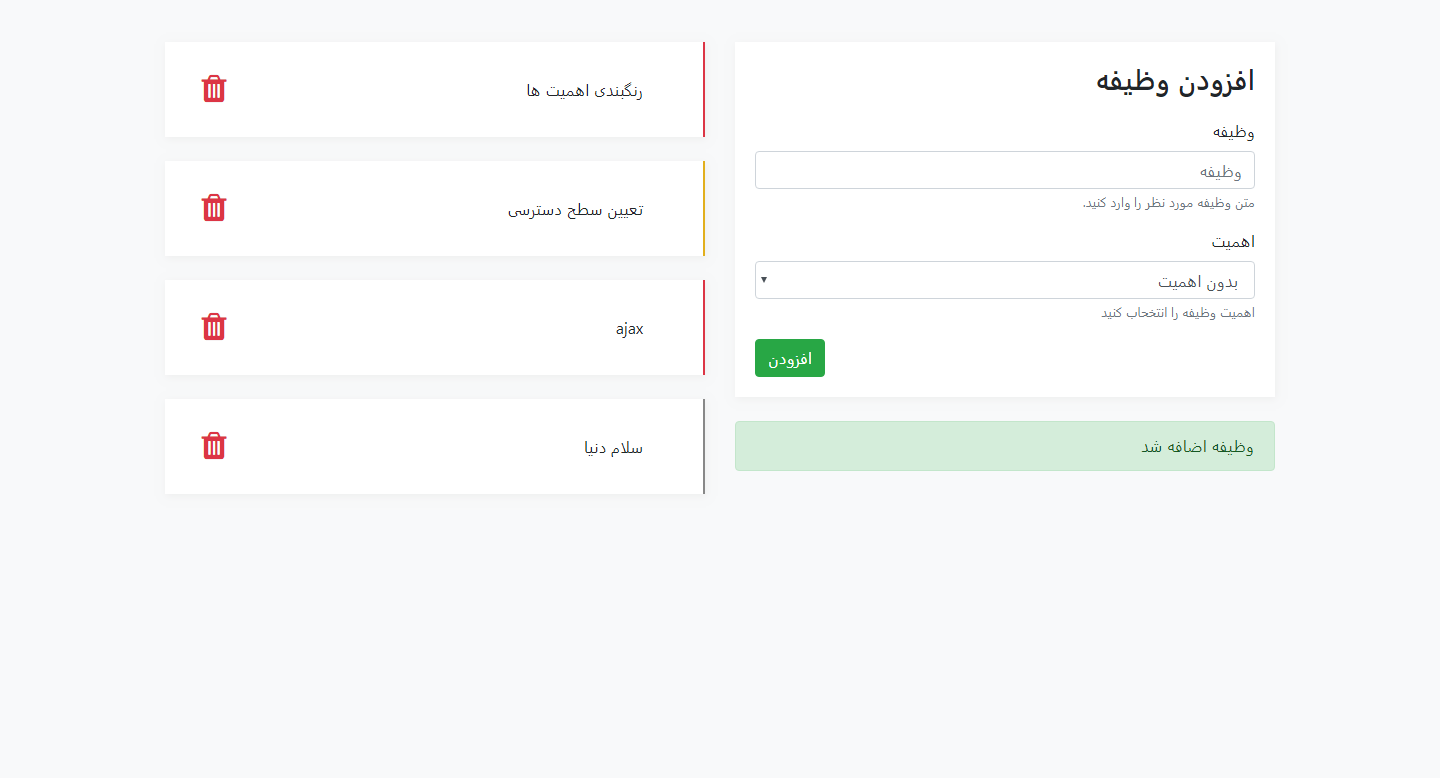 افزودن وظیفه
وظیفه
وظیفه
متن وظیفه مورد نظر را وارد کنید.
اهمیت
بدون اهمیت
اهمیت وظیفه را انتحاب کنید
افزودن
وظیفه اضافه شد
رنگبندی اهمیت ها
تعیین سطح دسترسی
ajax
سلام دنیا